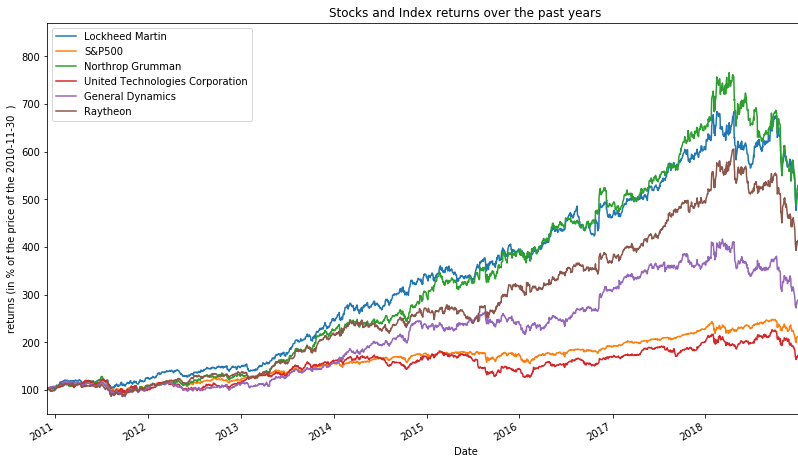 Stocks and Index returns over the past years
Lockheed Martin
S&P500
Northrop Grumman
United Technologies Corporation
General Dynamics
Raytheon
returns (in % of the price of the 2010-11-30  )
800
700
600
500
400
300
200
100
2011
2012
2013
2014
2015
2016
2017
2018
Date